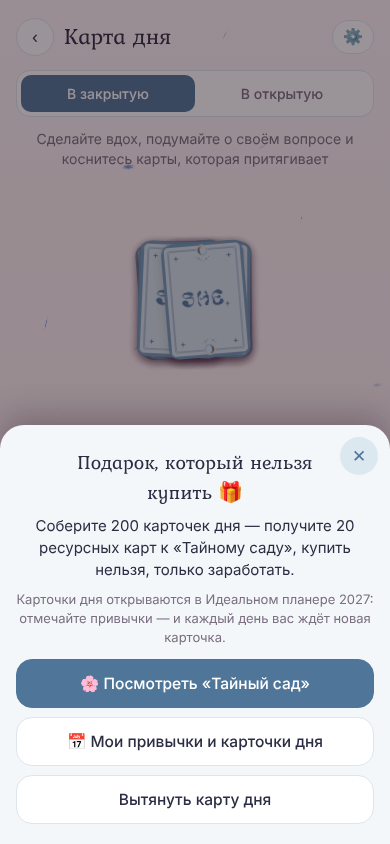 ‹ Карта дня ⚙️
В закрытую В открытую
Сделайте вдох, подумайте о своём вопросе и
коснитесь карты, которая притягивает
SHE.
Подарок, который нельзя
купить 🎁
✕
Соберите 200 карточек дня — получите 20
ресурсных карт к «Тайному саду», купить
нельзя, только заработать.
Карточки дня открываются в Идеальном планере 2027:
отмечайте привычки — и каждый день вас ждёт новая
карточка.
🌸 Посмотреть «Тайный сад»
📅 Мои привычки и карточки дня
Вытянуть карту дня